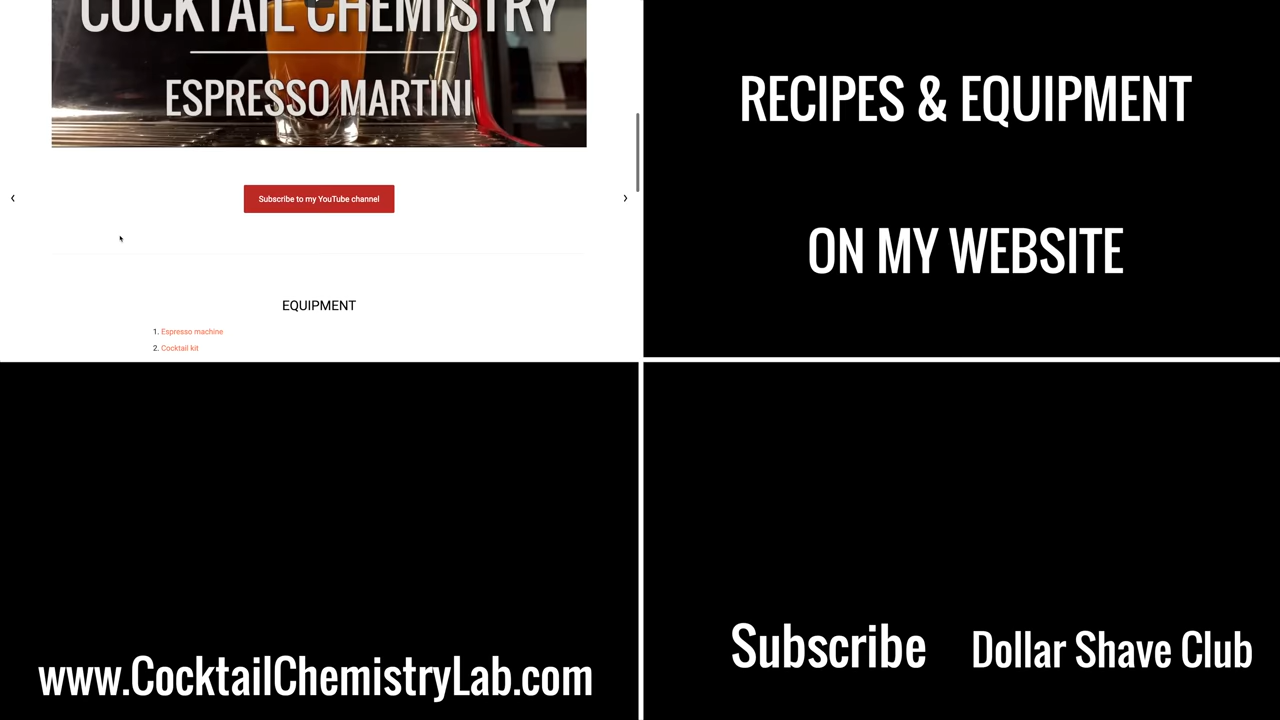 COCKTAIL CHEMISTRY
ESPRESSO MARTINI
Subscribe to my YouTube channel
EQUIPMENT
1. Espresso machine
2. Cocktail kit
RECIPES & EQUIPMENT
ON MY WEBSITE
www.CocktailChemistryLab.com
Subscribe
Dollar Shave Club